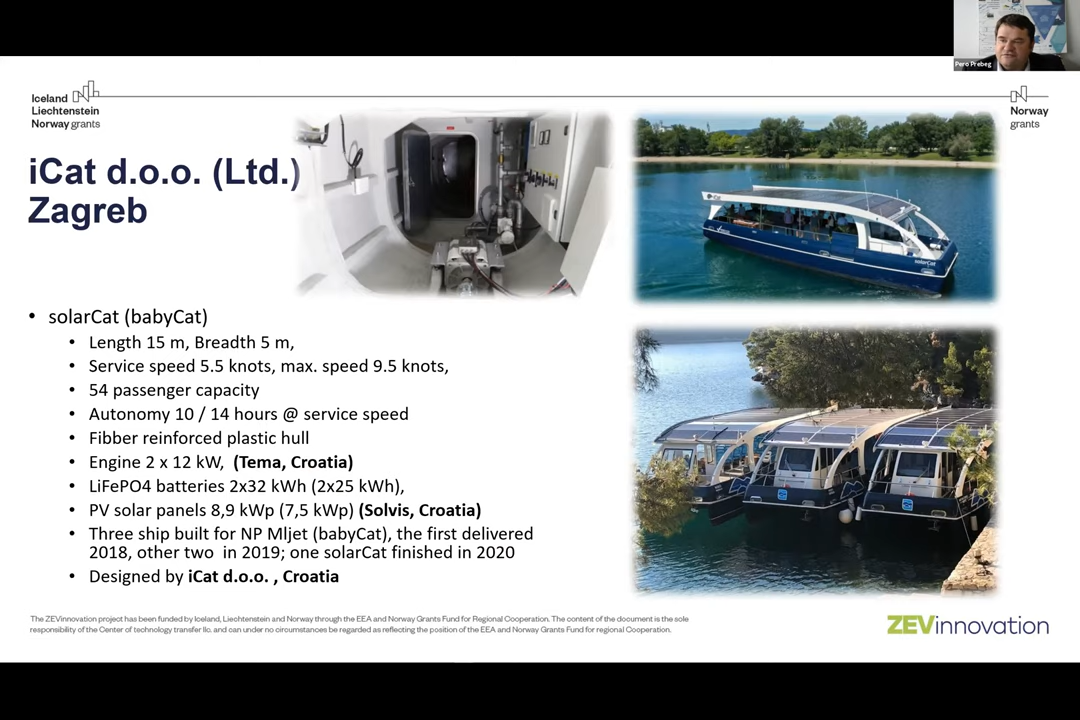 Pero Prebeg
Iceland
Liechtenstein
Norway grants
Norway
grants
iCat d.o.o. (Ltd.)
Zagreb
• solarCat (babyCat)
• Length 15 m, Breadth 5 m,
• Service speed 5.5 knots, max. speed 9.5 knots,
• 54 passenger capacity
• Autonomy 10 / 14 hours @ service speed
• Fibber reinforced plastic hull
• Engine 2 x 12 kW, (Tema, Croatia)
• LiFePO4 batteries 2x32 kWh (2x25 kWh),
• PV solar panels 8,9 kWp (7,5 kWp) (Solvis, Croatia)
• Three ship built for NP Mljet (babyCat), the first delivered
2018, other two in 2019; one solarCat finished in 2020
• Designed by iCat d.o.o. , Croatia
solarCat
The ZEVinnovation project has been funded by Iceland, Liechtenstein and Norway through the EEA and Norway Grants Fund for Regional Cooperation. The content of the document is the sole
responsibility of the Center of technology transfer llc. and can under no circumstances be regarded as reflecting the position of the EEA and Norway Grants Fund for regional Cooperation.
ZEVinnovation